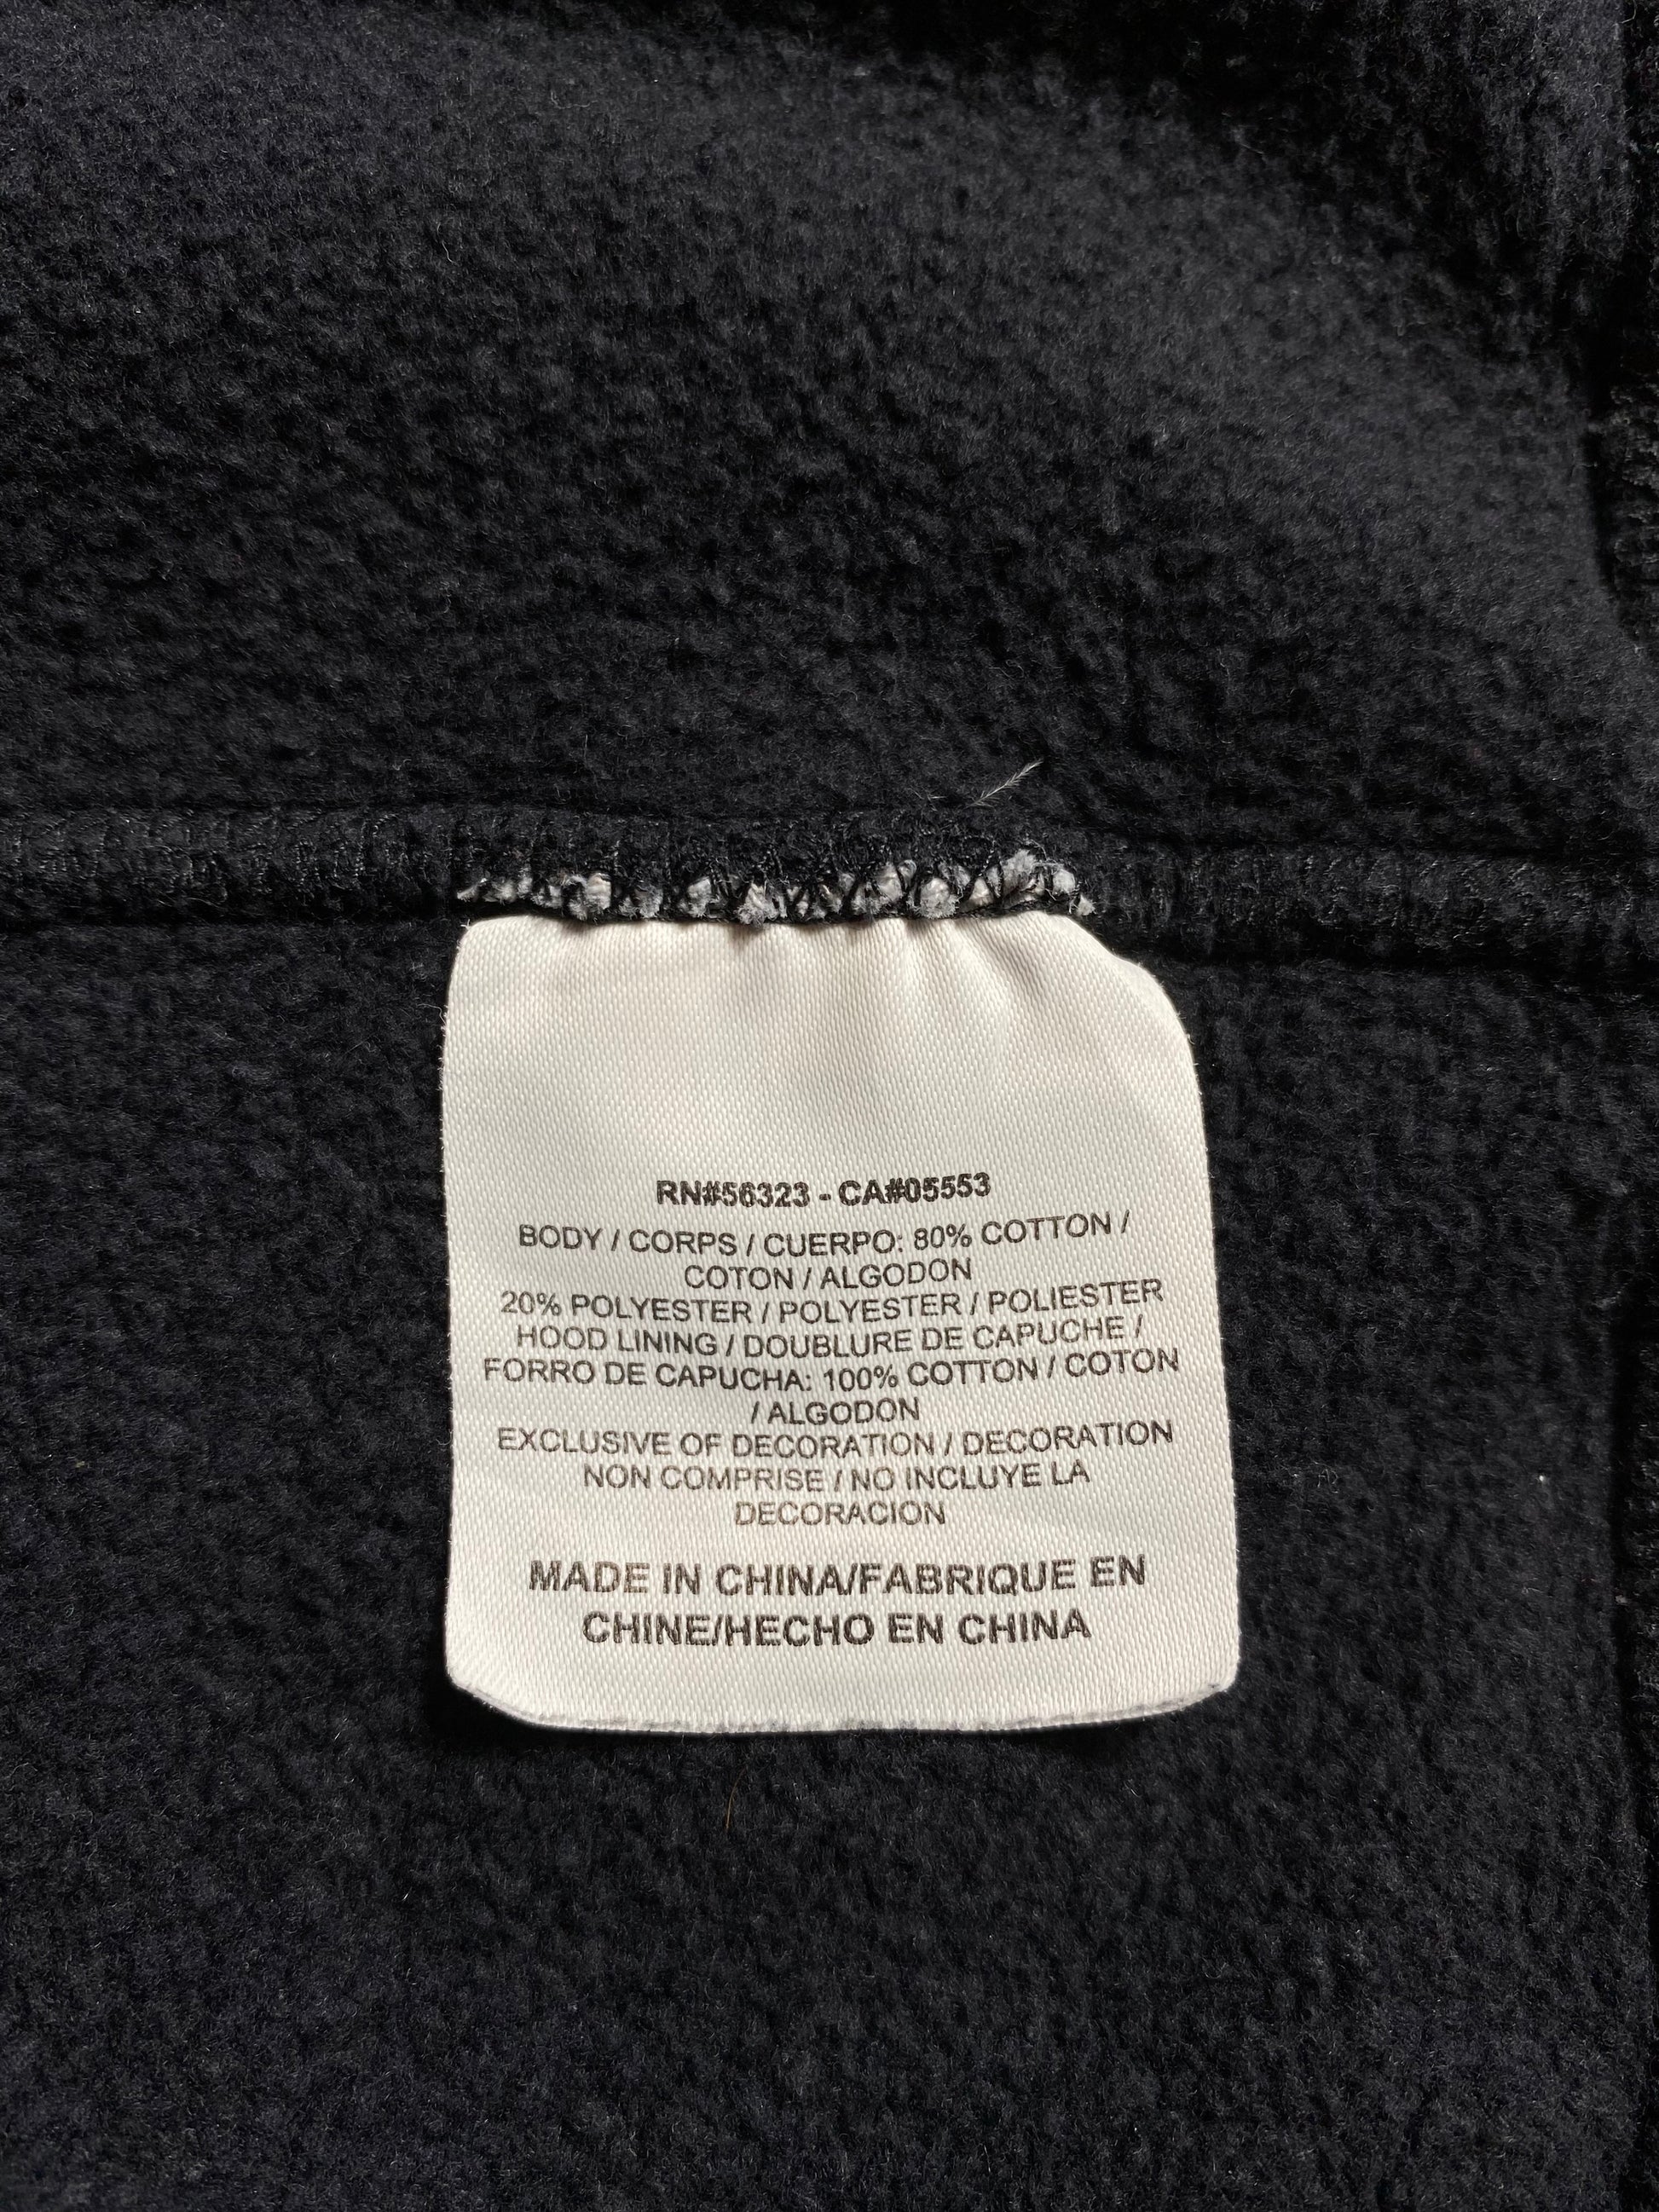 RN#56323 - CA#05553
BODY / CORPS / CUERPO: 80% COTTON /
COTON / ALGODON
20% POLYESTER / POLYESTER / POLIESTER
HOOD LINING / DOUBLURE DE CAPUCHE /
FORRO DE CAPUCHA: 100% COTTON / COTON
/ ALGODON
EXCLUSIVE OF DECORATION / DECORATION
NON COMPRISE / NO INCLUYE LA
DECORACION
MADE IN CHINA/FABRIQUE EN
CHINE/HECHO EN CHINA